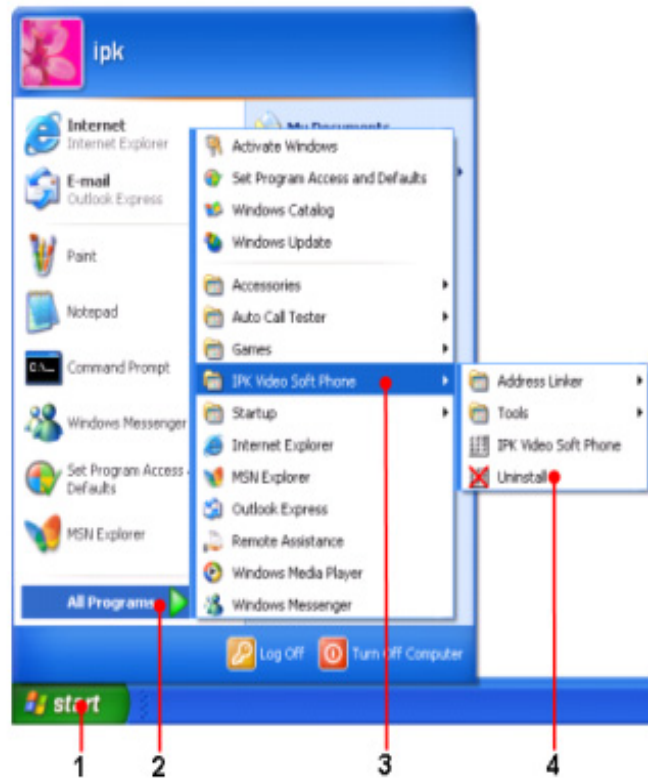 ipk
Internet
Internet Explorer
E-mail
Outlook Express
Paint
Notepad
Command Prompt
Windows Messenger
Set Program Access
Defaults
MSN Explorer
All Programs
My Documents
Activate Windows
Set Program Access and Defaults
Windows Catalog
Windows Update
Accessories
Auto Call Tester
Games
IPK Video Soft Phone
Startup
Internet Explorer
MSN Explorer
Outlook Express
Remote Assistance
Windows Media Player
Windows Messenger
Address Linker
Tools
IPK Video Soft Phone
Uninstall
Log Off
Turn Off Computer
start
1
2
3
4